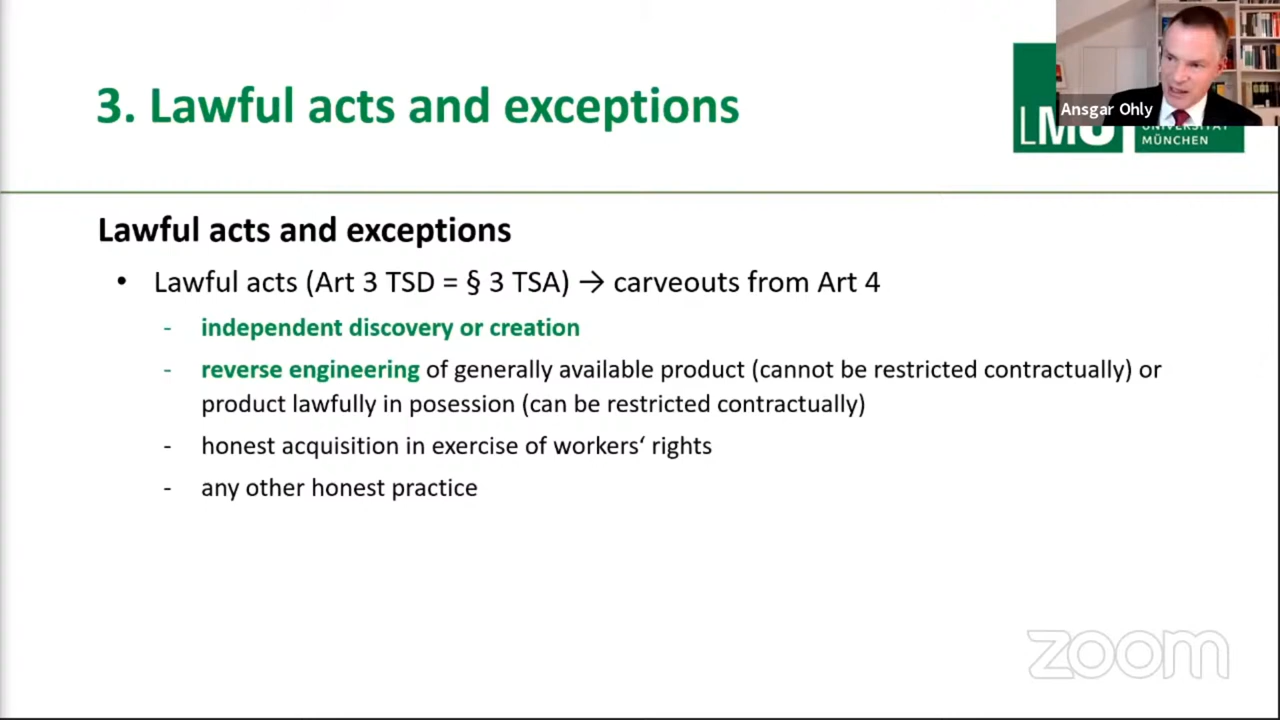 3. Lawful acts and exceptions
Ansgar Ohly
LMU
UNIVERSITÄT
MÜNCHEN
Lawful acts and exceptions
• Lawful acts (Art 3 TSD = § 3 TSA) → carveouts from Art 4
- independent discovery or creation
- reverse engineering of generally available product (cannot be restricted contractually) or
product lawfully in posession (can be restricted contractually)
- honest acquisition in exercise of workers‘ rights
- any other honest practice
zoom